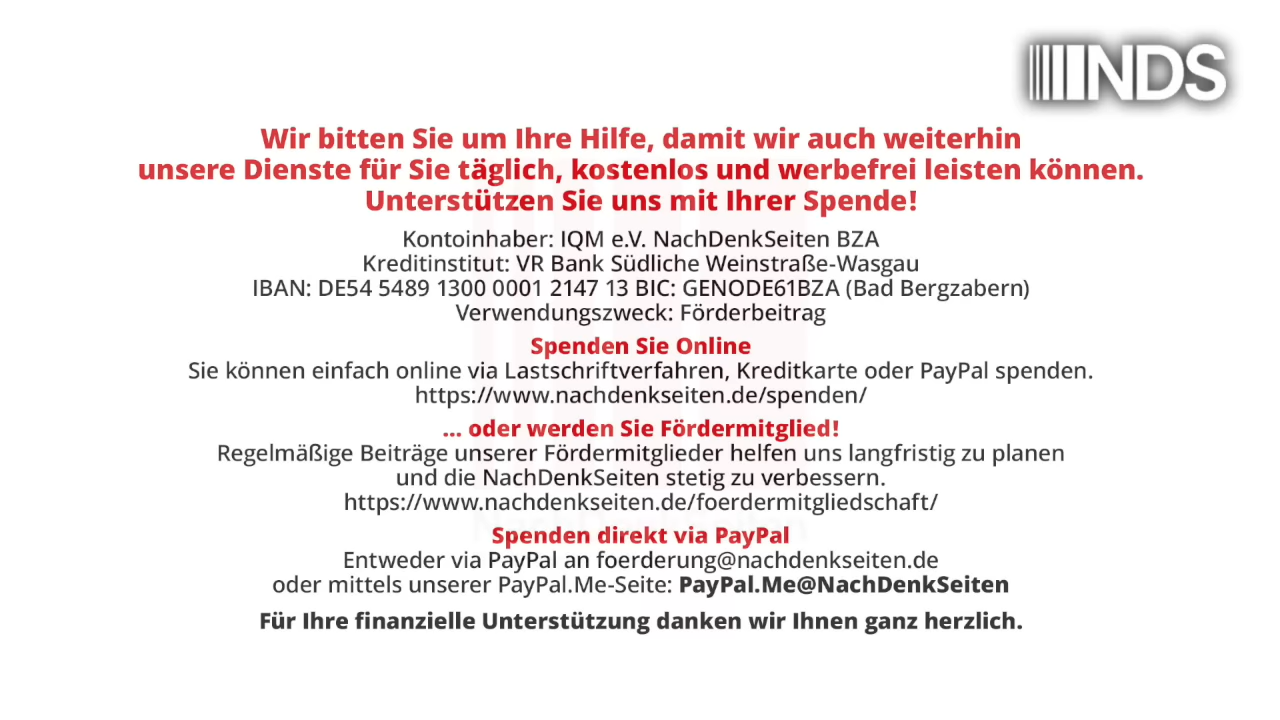 NDS
Wir bitten Sie um Ihre Hilfe, damit wir auch weiterhin
unsere Dienste für Sie täglich, kostenlos und werbefrei leisten können.
Unterstützen Sie uns mit Ihrer Spende!
Kontoinhaber: IQM e.V. NachDenkSeiten BZA
Kreditinstitut: VR Bank Südliche Weinstraße-Wasgau
IBAN: DE54 5489 1300 0001 2147 13 BIC: GENODE61BZA (Bad Bergzabern)
Verwendungszweck: Förderbeitrag
Spenden Sie Online
Sie können einfach online via Lastschriftverfahren, Kreditkarte oder PayPal spenden.
https://www.nachdenkseiten.de/spenden/
... oder werden Sie Fördermitglied!
Regelmäßige Beiträge unserer Fördermitglieder helfen uns langfristig zu planen
und die NachDenkSeiten stetig zu verbessern.
https://www.nachdenkseiten.de/foerdermitgliedschaft/
Spenden direkt via PayPal
Entweder via PayPal an foerderung@nachdenkseiten.de
oder mittels unserer PayPal.Me-Seite: PayPal.Me@NachDenkSeiten
Für Ihre finanzielle Unterstützung danken wir Ihnen ganz herzlich.